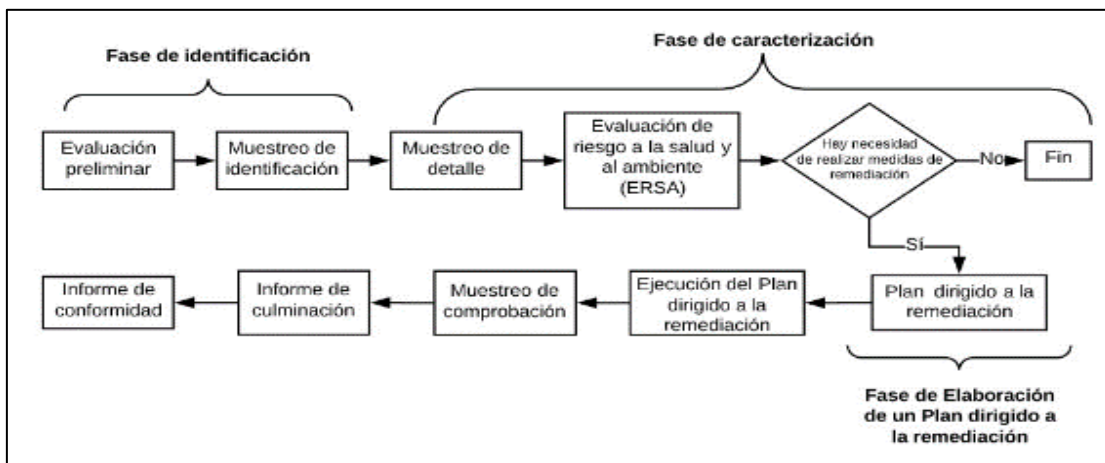 Fase de identificación
Fase de caracterización
Evaluación
preliminar
Muestreo de
identificación
Muestreo de
detalle
Evaluación de
riesgo a la salud y
al ambiente
(ERSA)
Hay necesidad
de realizar medidas de
remediación
No
Fin
Sí
Informe de
conformidad
Informe de
culminación
Muestreo de
comprobación
Ejecución del Plan
dirigido a la
remediación
Plan dirigido a la
remediación
Fase de Elaboración
de un Plan dirigido a
la remediación